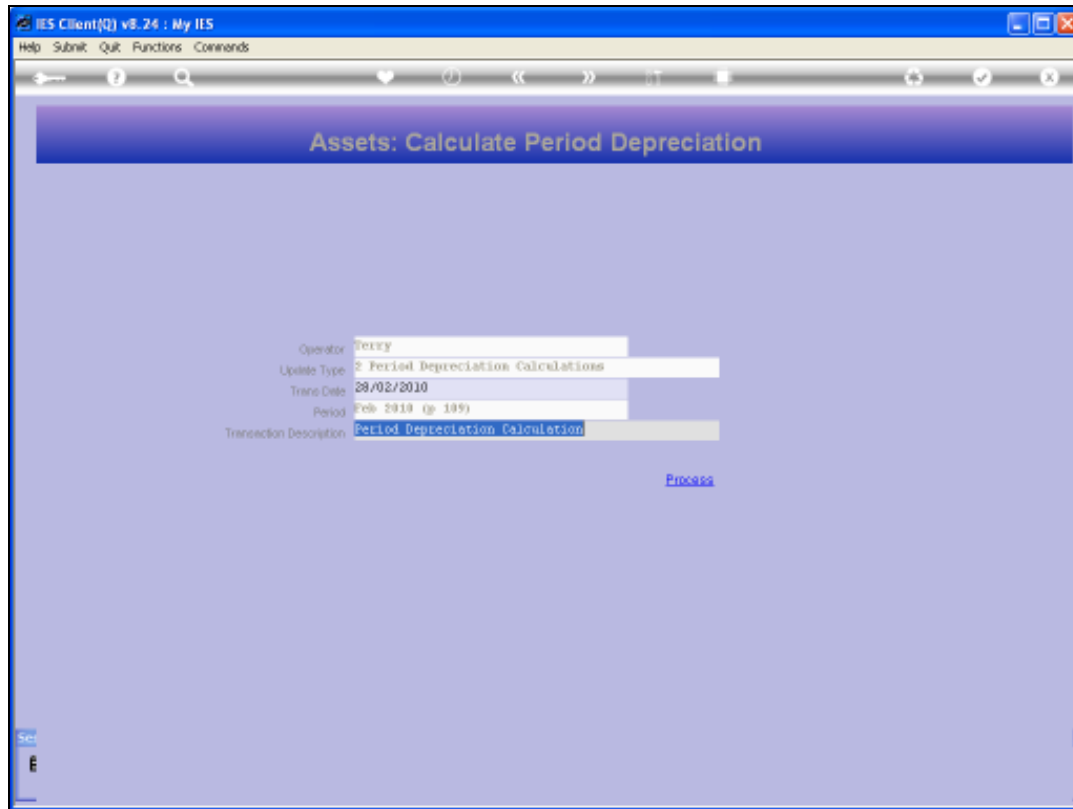 IES Client(Q) v8.24 : My IES
Help Submit Quit Functions Commands
Assets: Calculate Period Depreciation
Operator Terry
Update Type 2 Period Depreciation Calculations
Trans Date 28/02/2010
Period Feb 2010 (p 109)
Transaction Description Period Depreciation Calculation
Process
Se
E